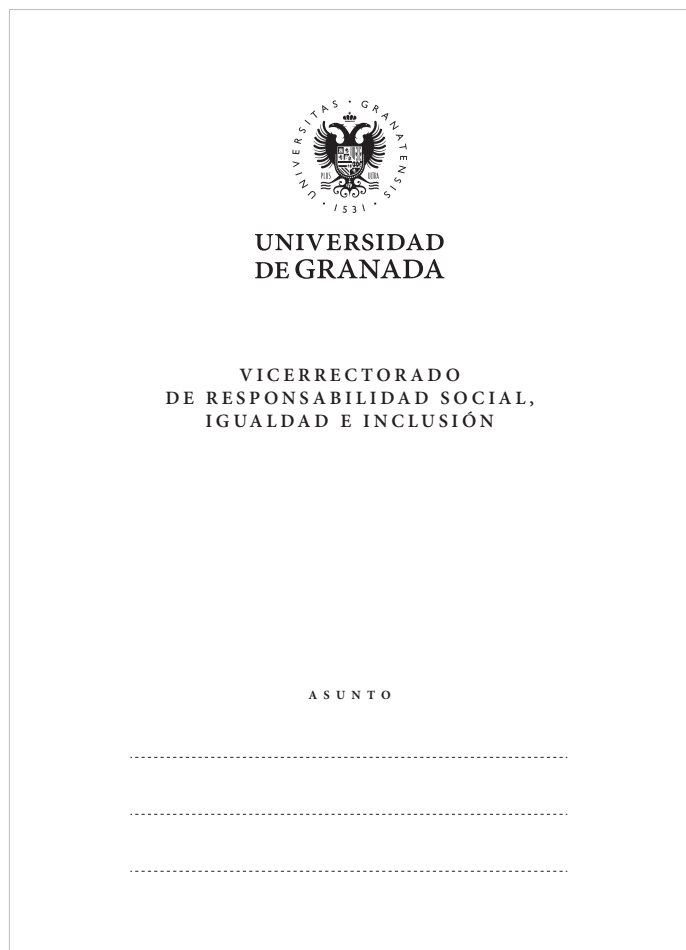 UNIVERSITAS · GRANATENSIS · 1531 ·
PLUS ULTRA
UNIVERSIDAD
DE GRANADA
VICERRECTORADO
DE RESPONSABILIDAD SOCIAL,
IGUALDAD E INCLUSIÓN
ASUNTO